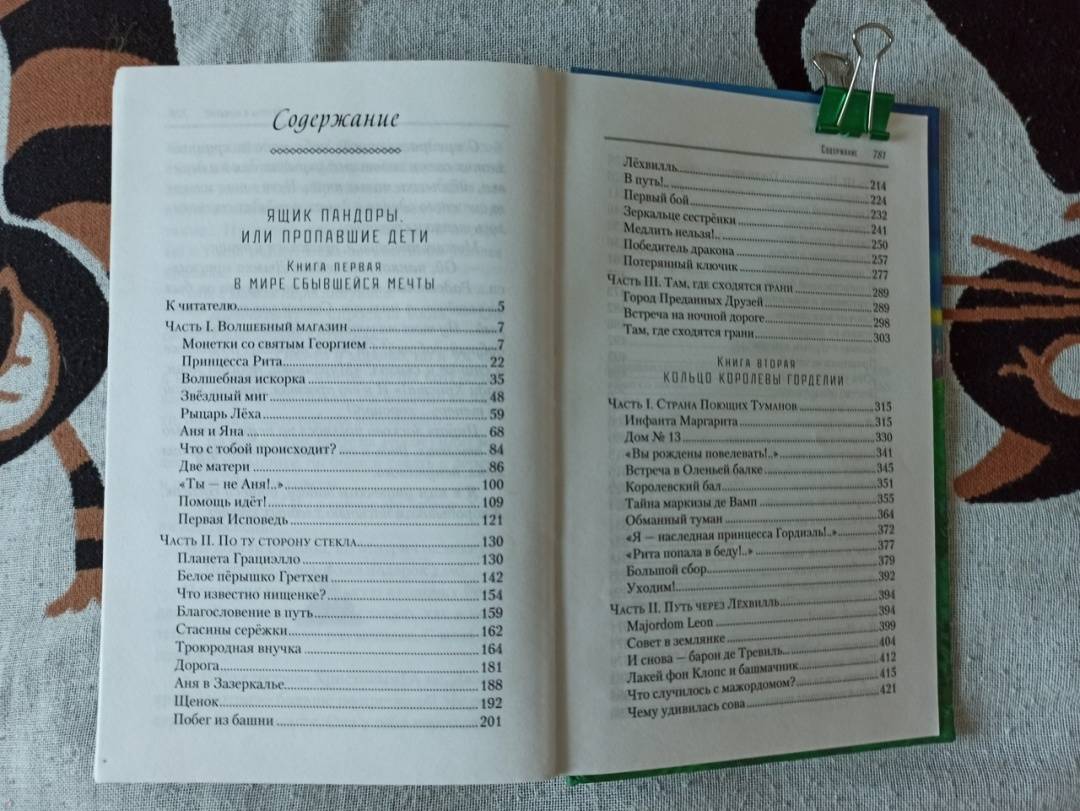 Содержание
ЯЩИК ПАНДОРЫ,
ИЛИ ПРОПАВШИЕ ДЕТИ
Книга первая
В МИРЕ СБЫВШЕЙСЯ МЕЧТЫ
К читателю 5
Часть I. Волшебный магазин 7
Монетки со святым Георгием 7
Принцесса Рита 22
Волшебная искорка 35
Звёздный миг 48
Рыцарь Лёха 59
Аня и Яна 68
Что с тобой происходит? 84
Две матери 86
«Ты — не Аня!..» 100
Помощь идёт! 109
Первая Исповедь 121
Часть II. По ту сторону стекла 130
Планета Грациэлло 130
Белое пёрышко Гретхен 142
Что известно нищенке? 154
Благословение в путь 159
Стасины серёжки 162
Троюродная внучка 164
Дорога 181
Аня в Зазеркалье 188
Щенок 192
Побег из башни 201
Содержание 781
Лёхвилль 214
В путь!.. 224
Первый бой 232
Зеркальце сестрёнки 241
Медлить нельзя!.. 250
Победитель дракона 257
Потерянный ключик 277
Часть III. Там, где сходятся грани 289
Город Преданных Друзей 289
Встреча на ночной дороге 298
Там, где сходятся грани 303
Книга вторая
КОЛЬЦО КОРОЛЕВЫ ГОРДЕЛИИ
Часть I. Страна Поющих Туманов 315
Инфанта Маргарита 315
Дом № 13 330
«Вы рождены повелевать!..» 341
Встреча в Оленьей балке 345
Королевский бал 351
Тайна маркизы де Вамп 355
Обманный туман 364
«Я — наследная принцесса Гордиэль!..» 372
«Рита попала в беду!..» 377
Большой сбор 379
Уходим! 392
Часть II. Путь через Лёхвилль 394
Majordom Leon 394
Совет в землянке 399
И снова — барон де Тревиль 404
Лакей фон Клопс и башмачник 412
Что случилось с мажордомом? 415
Чему удивилась сова 421